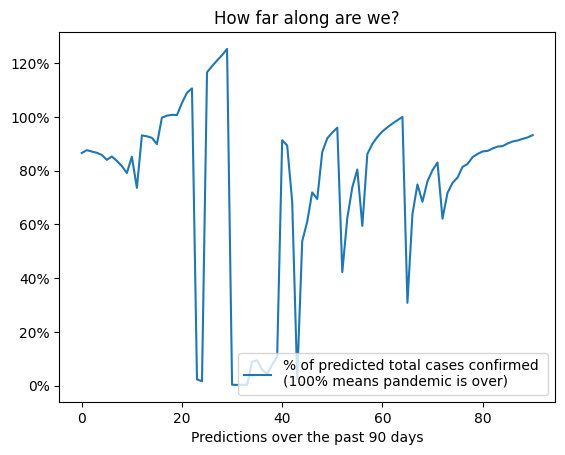 How far along are we?
120%
100%
80%
60%
40%
20%
0%
% of predicted total cases confirmed
(100% means pandemic is over)
0 20 40 60 80
Predictions over the past 90 days